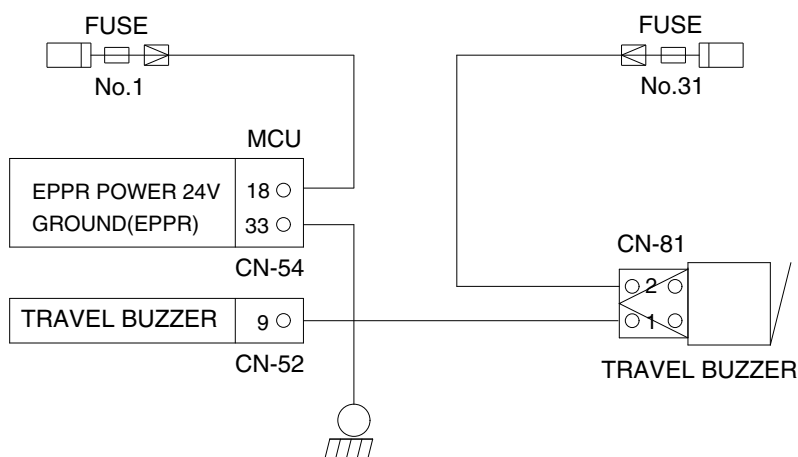 FUSE
No.1
FUSE
No.31
MCU
EPPR POWER 24V 18
GROUND(EPPR) 33
CN-54
TRAVEL BUZZER 9
CN-52
CN-81
2
1
TRAVEL BUZZER